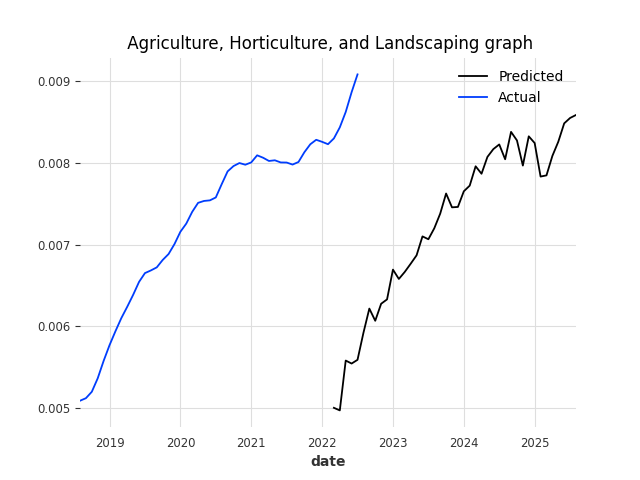 Agriculture, Horticulture, and Landscaping graph
Predicted
Actual
0.009
0.008
0.007
0.006
0.005
2019 2020 2021 2022 2023 2024 2025
date